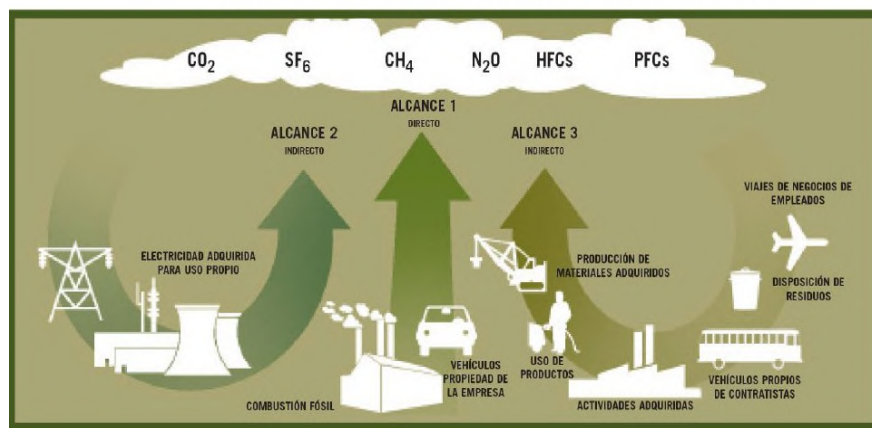 CO₂
SF₆
CH₄
N₂O
HFCs
PFCs
ALCANCE 1
DIRECTO
ALCANCE 2
INDIRECTO
ALCANCE 3
INDIRECTO
VIAJES DE NEGOCIOS DE
EMPLEADOS
ELECTRICIDAD ADQUIRIDA
PARA USO PROPIO
PRODUCCIÓN DE
MATERIALES ADQUIRIDOS
DISPOSICIÓN DE
RESIDUOS
COMBUSTIÓN FÓSIL
VEHÍCULOS
PROPIEDAD DE
LA EMPRESA
USO DE
PRODUCTOS
ACTIVIDADES ADQUIRIDAS
VEHÍCULOS PROPIOS
DE CONTRATISTAS